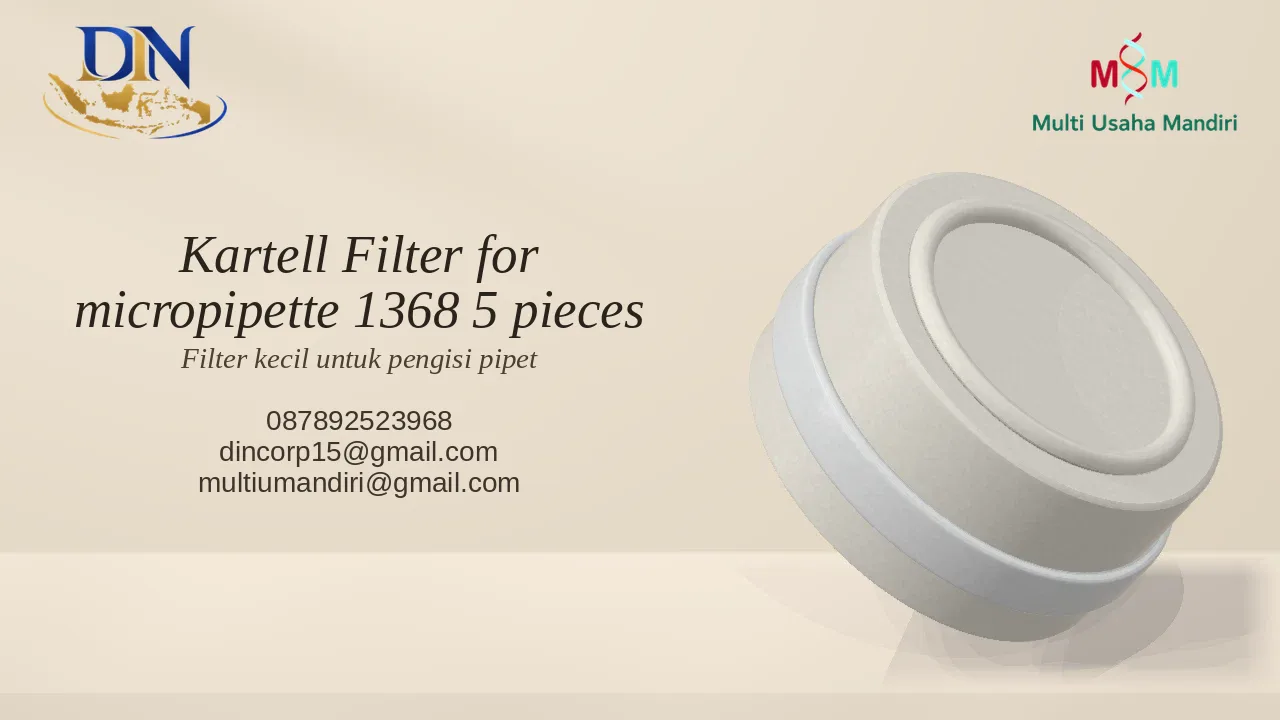 DIN
M M
Multi Usaha Mandiri
Kartell Filter for
micropipette 1368 5 pieces
Filter kecil untuk pengisi pipet
087892523968
dincorp15@gmail.com
multiumandiri@gmail.com